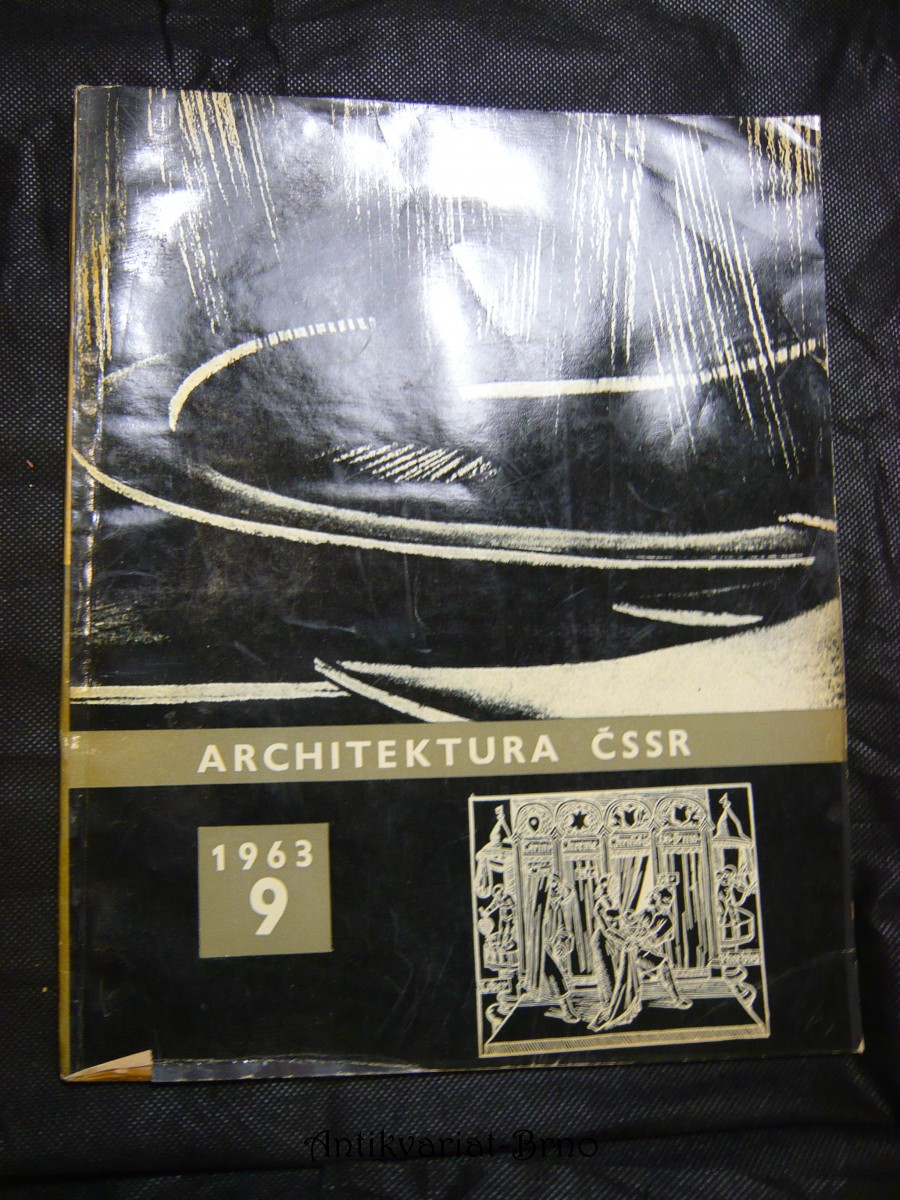 ARCHITEKTURA ČSSR
1963
9
Antikvariat-Brno